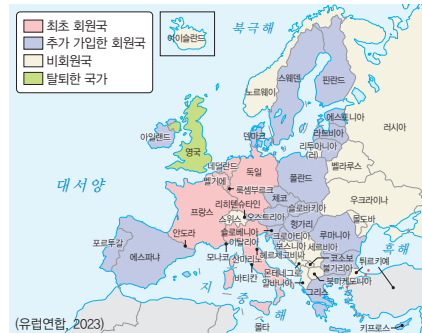 최초 회원국
추가 가입한 회원국
비회원국
탈퇴한 국가
아이슬란드
북극해
스웨덴
핀란드
노르웨이
러시아
에스토니아
라트비아
리투아니아
덴마크
아일랜드
영국
네덜란드
독일
벨라루스
폴란드
벨기에
룩셈부르크
대서양
체코
우크라이나
리히텐슈타인
슬로바키아
프랑스
스위스
오스트리아
헝가리
몰도바
슬로베니아
크로아티아
루마니아
안도라
이탈리아
보스니아
헤르체고비나
세르비아
흑해
포르투갈
에스파냐
모나코
산마리노
코소보
불가리아
튀르키예
몬테네그로
북마케도니아
바티칸
알바니아
지중해
그리스
몰타
키프로스
(유럽연합, 2023)